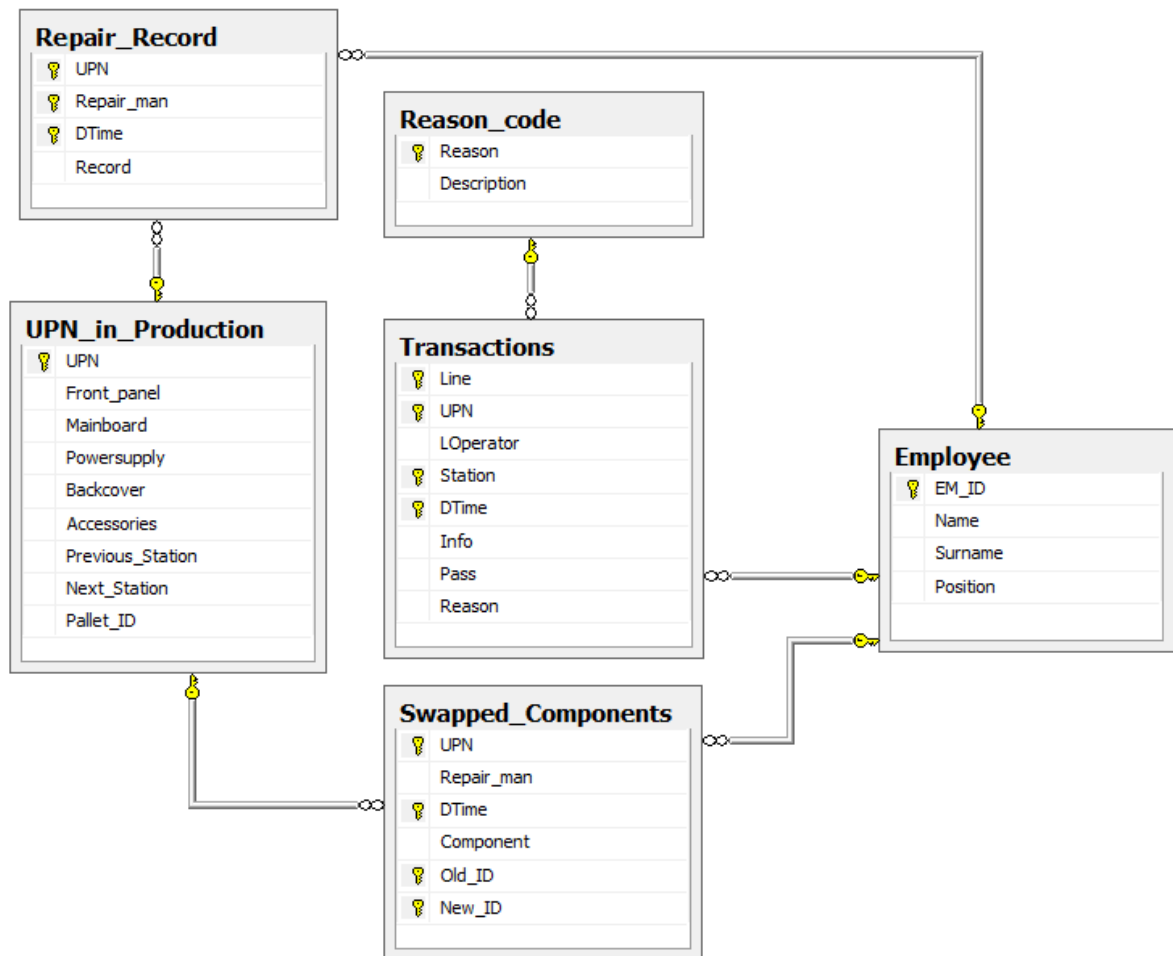 Repair_Record
UPN
Repair_man
DTime
Record
Reason_code
Reason
Description
UPN_in_Production
UPN
Front_panel
Mainboard
Powersupply
Backcover
Accessories
Previous_Station
Next_Station
Pallet_ID
Transactions
Line
UPN
LOperator
Station
DTime
Info
Pass
Reason
Employee
EM_ID
Name
Surname
Position
Swapped_Components
UPN
Repair_man
DTime
Component
Old_ID
New_ID